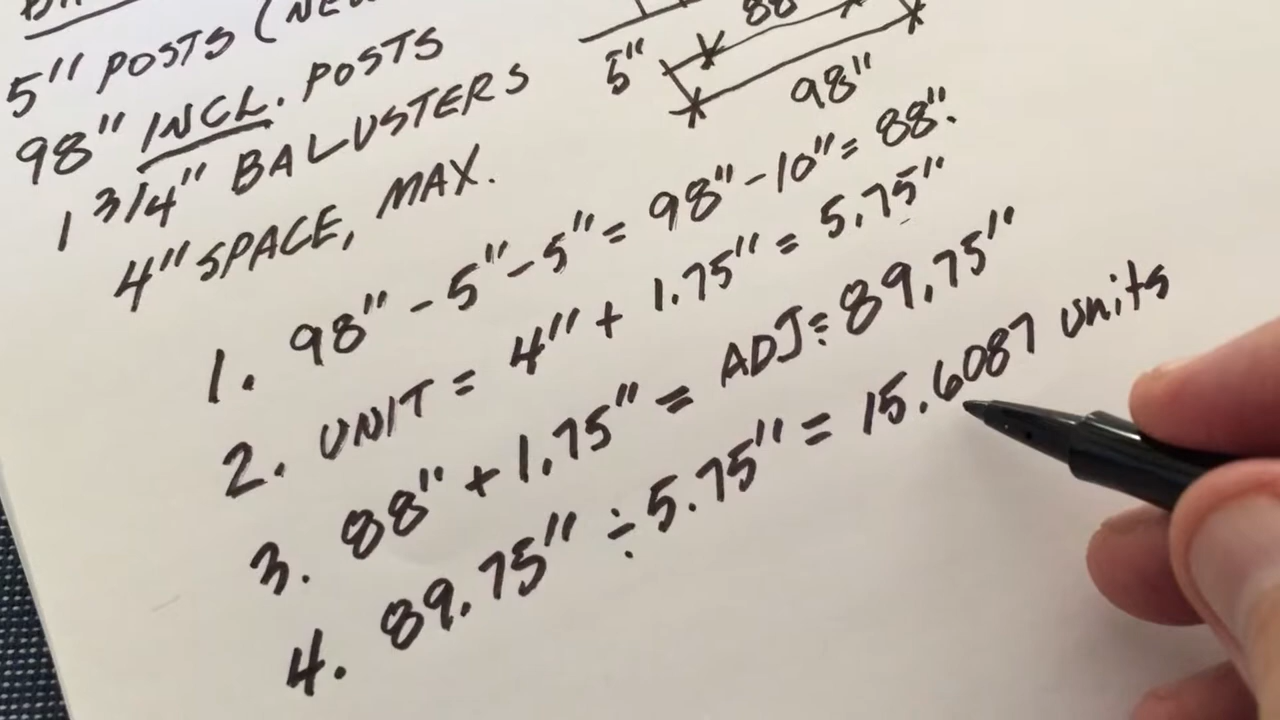 5" POSTS
98" INCL. POSTS
1 3/4" BALUSTERS
4" SPACE, MAX.
88"
5"
98"
1. 98" - 5" - 5" = 98" - 10" = 88".
2. UNIT = 4" + 1.75" = 5.75"
3. 88" + 1.75" = ADJ: 89.75"
4. 89.75" ÷ 5.75" = 15.6087 units